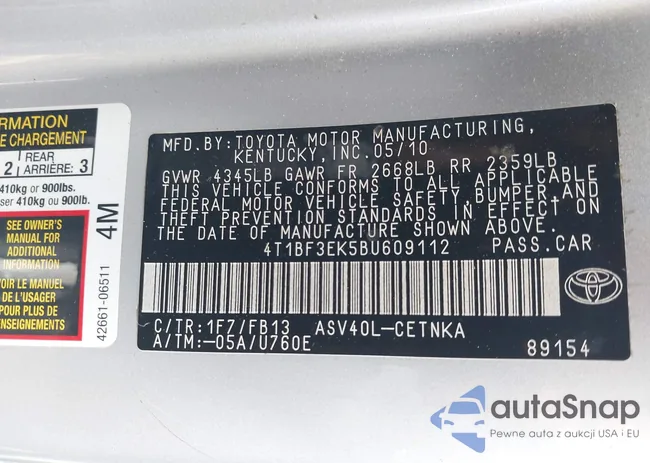 ORMATION
E CHARGEMENT
2 REAR ARRIÈRE: 3
410kg or 900lbs.
ser 410kg ou 900lb.
SEE OWNER'S
MANUAL FOR
ADDITIONAL
INFORMATION
LE MANUEL
DE L'USAGER
POUR PLUS DE
ENSEIGNEMENTS
4M
42661-06511
MFD.BY:TOYOTA MOTOR MANUFACTURING,
KENTUCKY,INC.05/10
GVWR 4345LB GAWR FR 2668LB RR 2359LB
THIS VEHICLE CONFORMS TO ALL APPLICABLE
FEDERAL MOTOR VEHICLE SAFETY,BUMPER,AND
THEFT PREVENTION STANDARDS IN EFFECT ON
THE DATE OF MANUFACTURE SHOWN ABOVE.
4T1BF3EK5BU609112 PASS.CAR
C/TR:1F7/FB13 ASV40L-CETNKA
A/TM:-05A/U760E 89154
autaSnap
Pewne auta z aukcji USA i EU